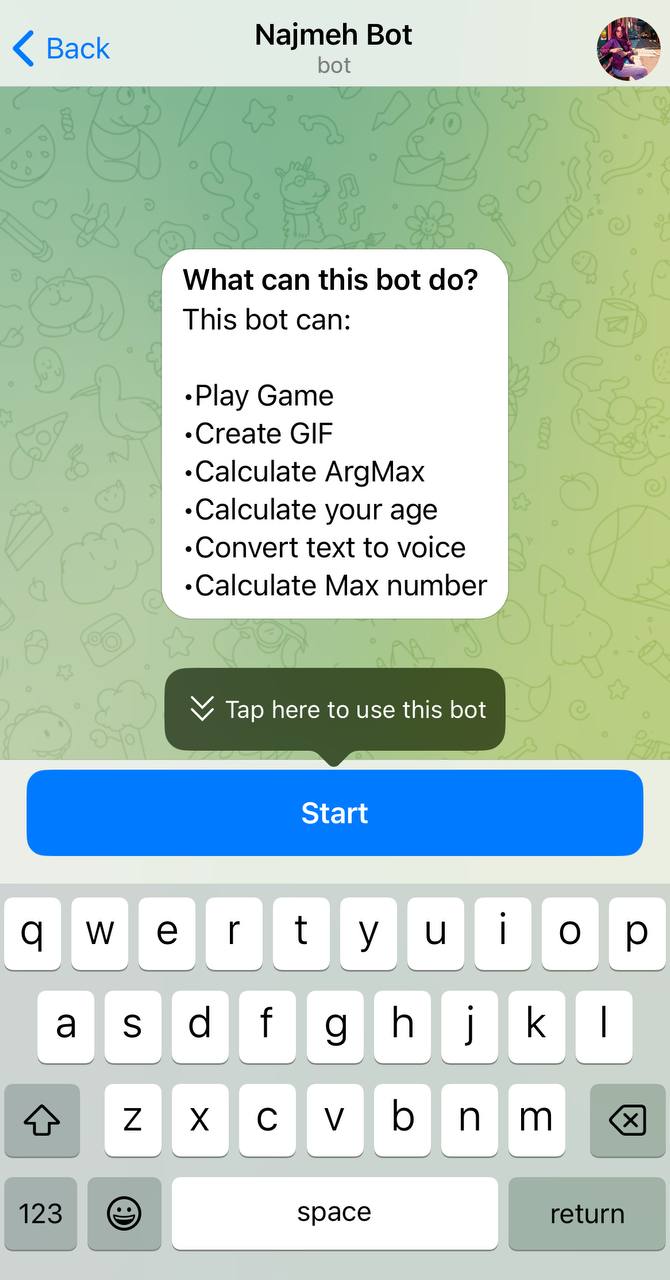 Back
Najmeh Bot
bot
What can this bot do?
This bot can:
•Play Game
•Create GIF
•Calculate ArgMax
•Calculate your age
•Convert text to voice
•Calculate Max number
Tap here to use this bot
Start
q w e r t y u i o p
a s d f g h j k l
z x c v b n m
123 space return